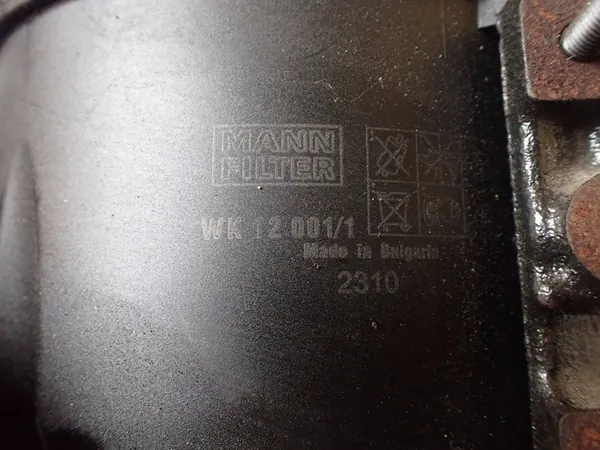 MANN
FILTER
WK 12 001/1
Made in Bulgaria
2310